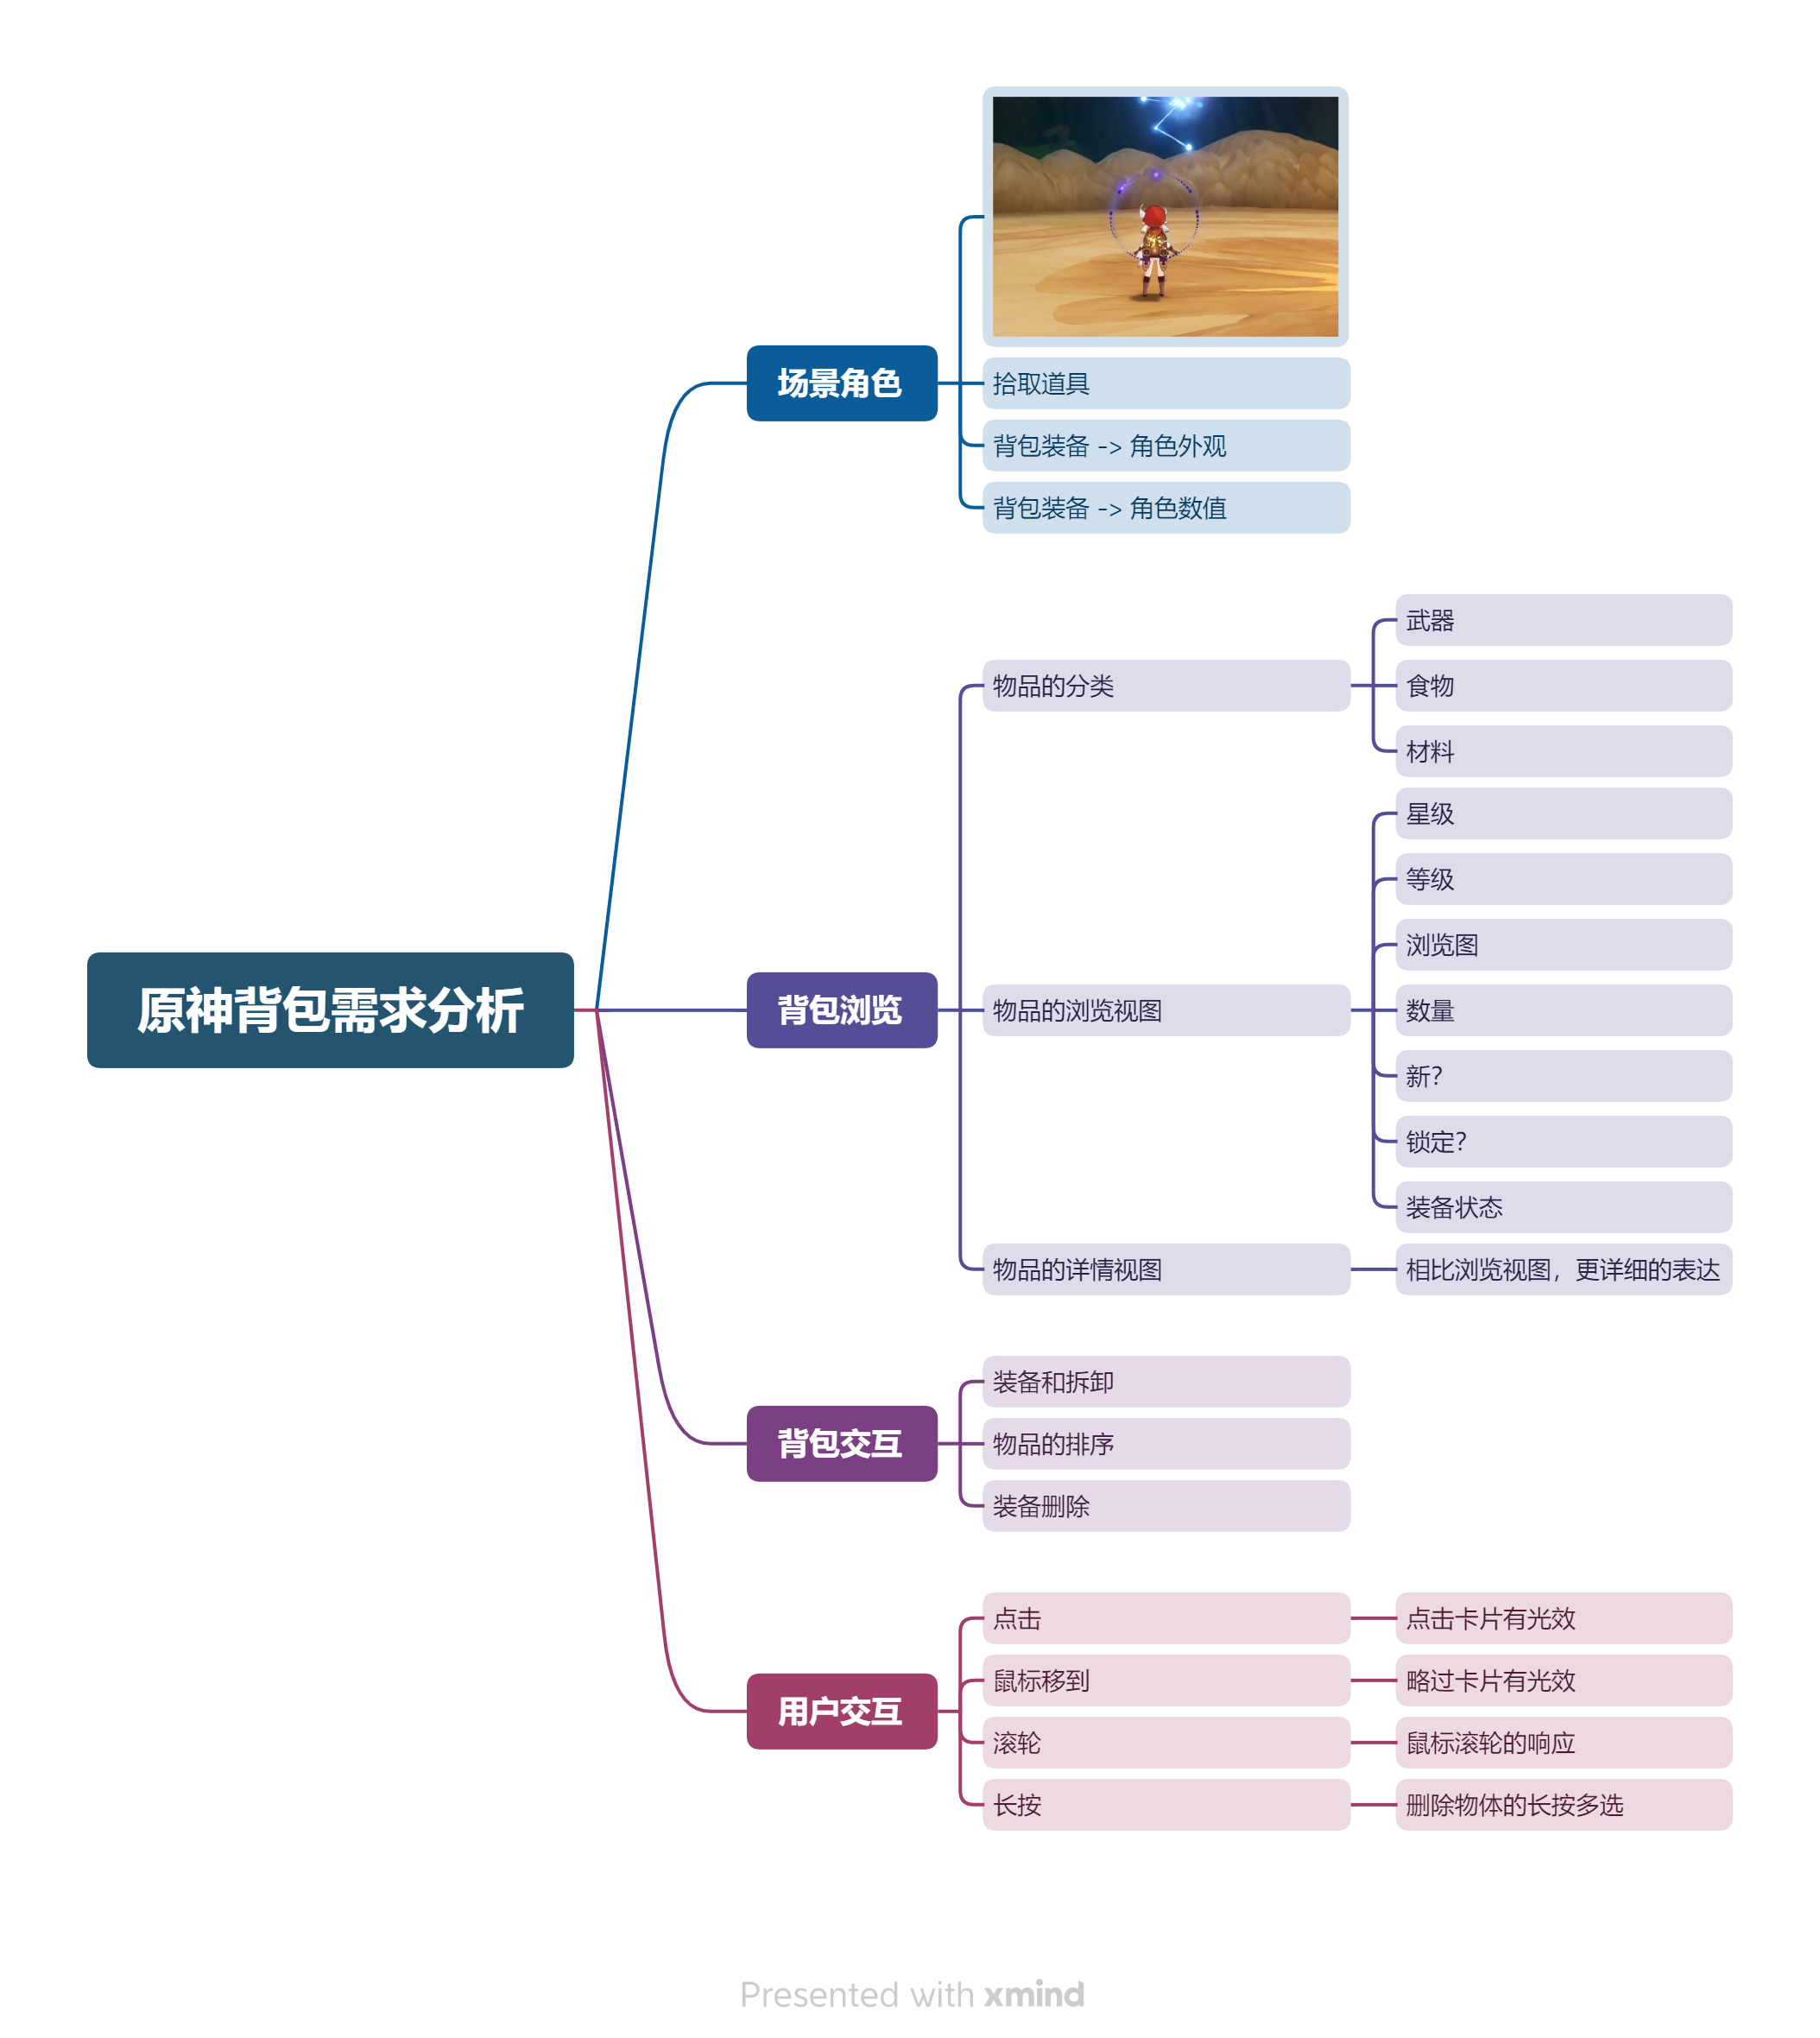 原神背包需求分析
场景角色
拾取道具
背包装备 -> 角色外观
背包装备 -> 角色数值
背包浏览
物品的分类
武器
食物
材料
物品的浏览视图
星级
等级
浏览图
数量
新？
锁定？
装备状态
物品的详情视图
相比浏览视图，更详细的表达
背包交互
装备和拆卸
物品的排序
装备删除
用户交互
点击
点击卡片有光效
鼠标移到
略过卡片有光效
滚轮
鼠标滚轮的响应
长按
删除物体的长按多选
Presented with xmind